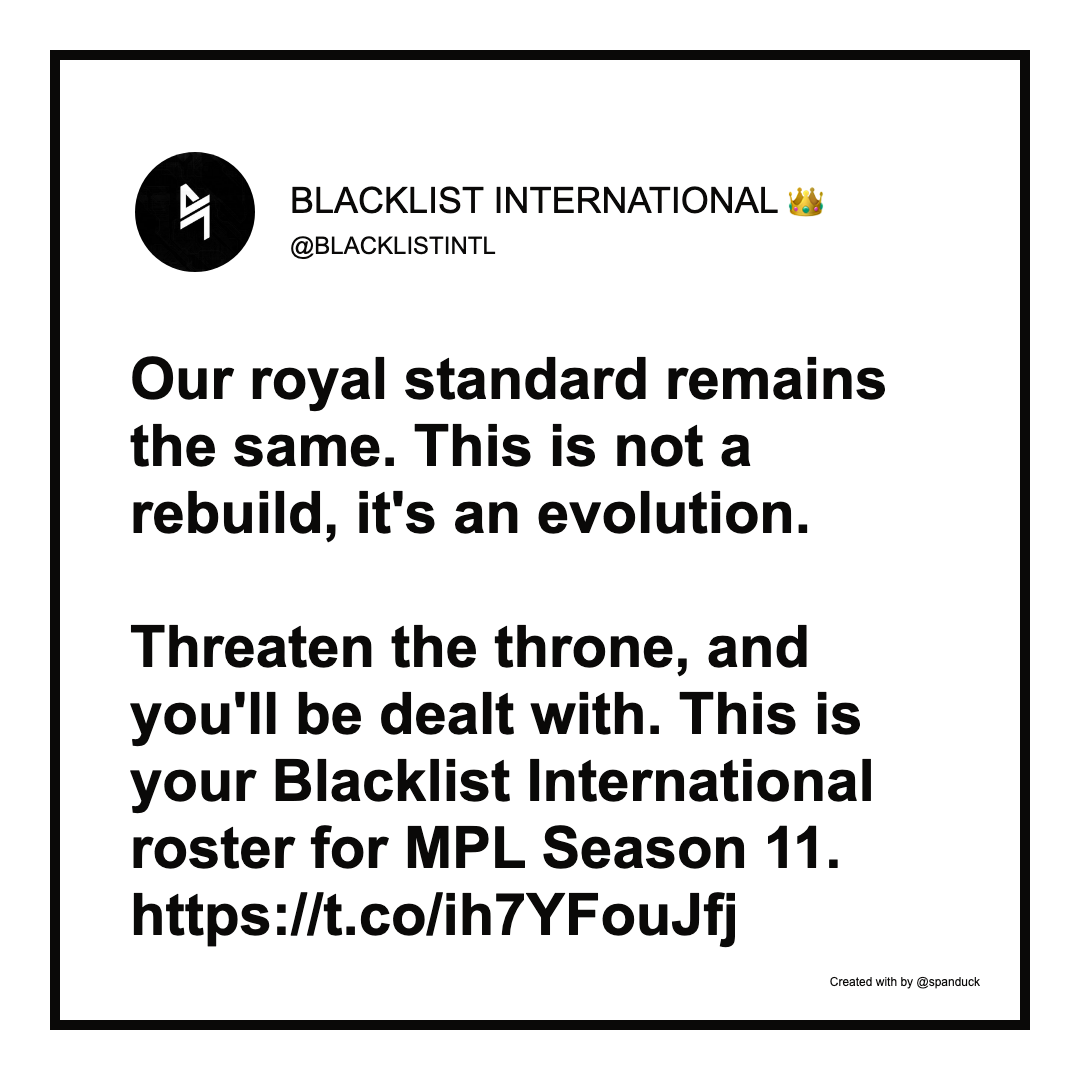 BLACKLIST INTERNATIONAL 👑
@BLACKLISTINTL
Our royal standard remains
the same. This is not a
rebuild, it's an evolution.
Threaten the throne, and
you'll be dealt with. This is
your Blacklist International
roster for MPL Season 11.
https://t.co/ih7YFouJfj
Created with by @spanduck